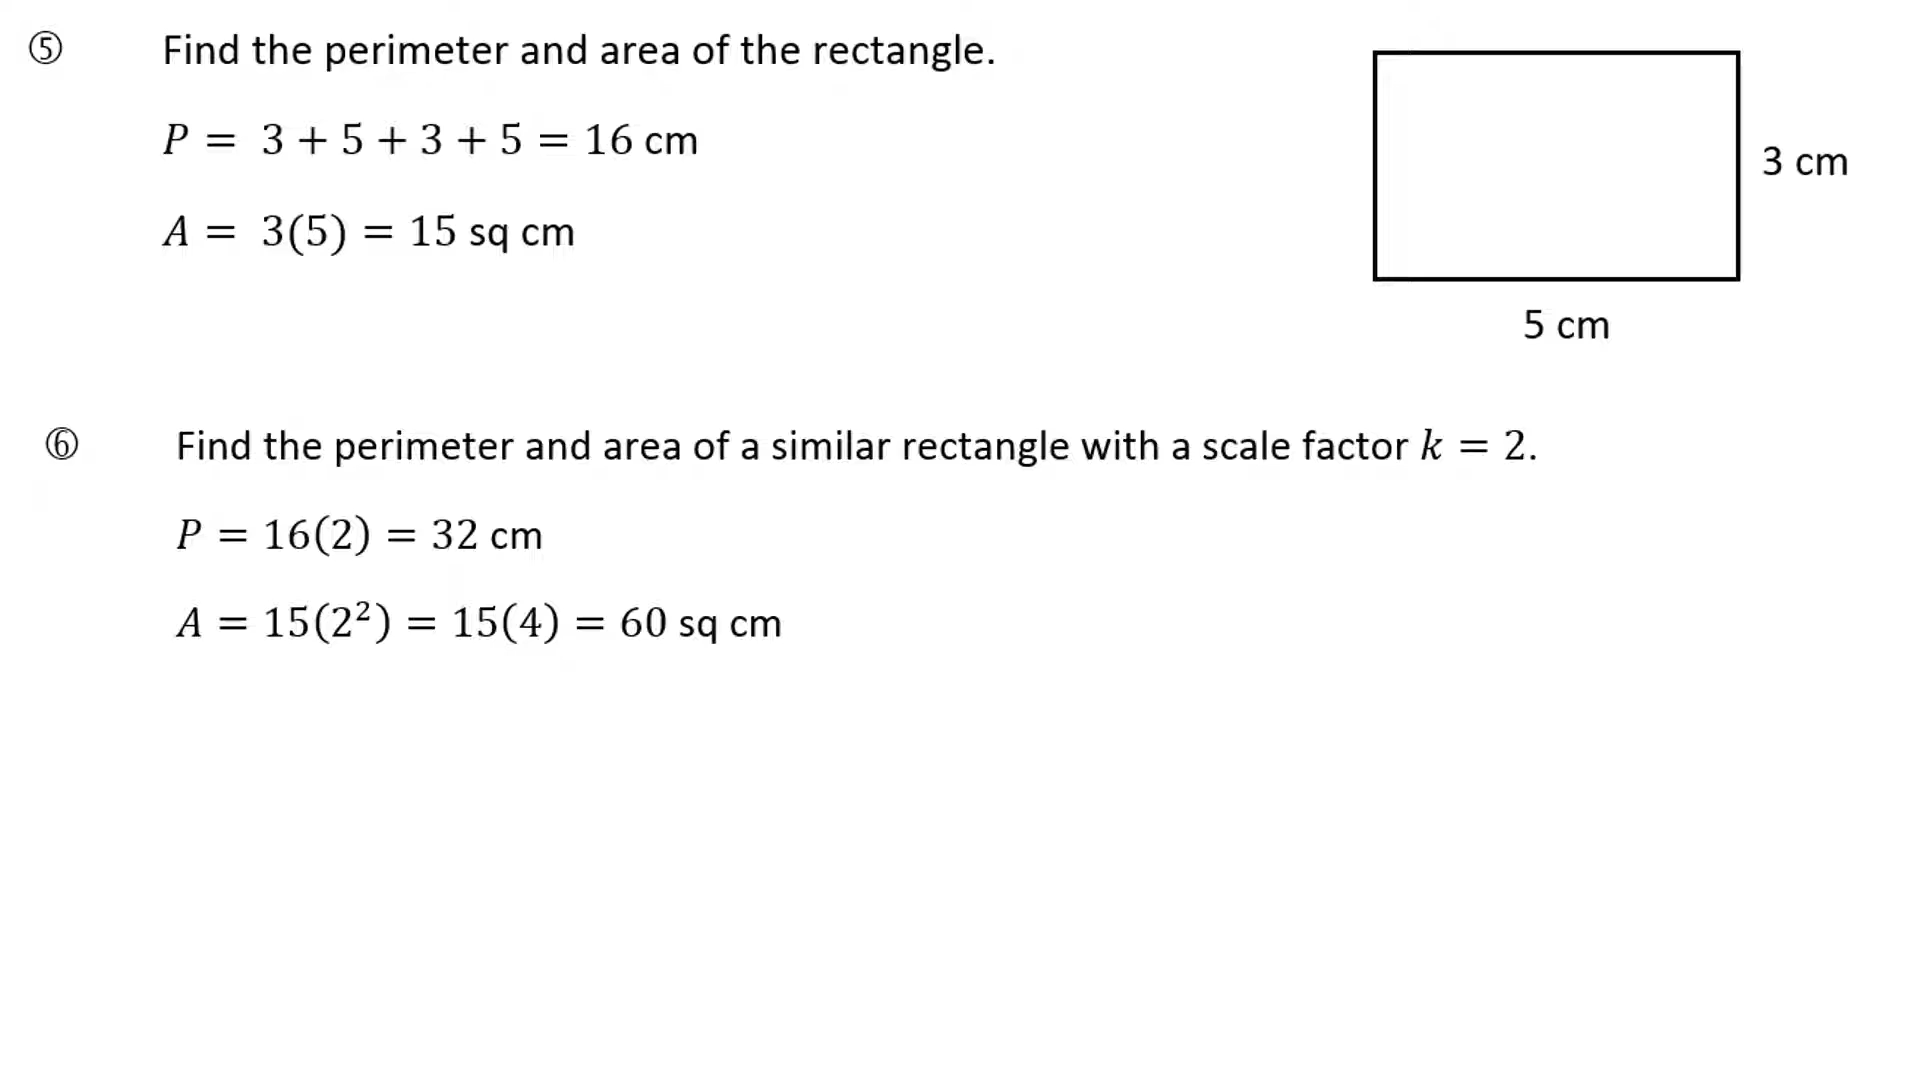 ⑤ Find the perimeter and area of the rectangle.
P = 3 + 5 + 3 + 5 = 16 cm
3 cm
A = 3(5) = 15 sq cm
5 cm
⑥ Find the perimeter and area of a similar rectangle with a scale factor k = 2.
P = 16(2) = 32 cm
A = 15(2²) = 15(4) = 60 sq cm